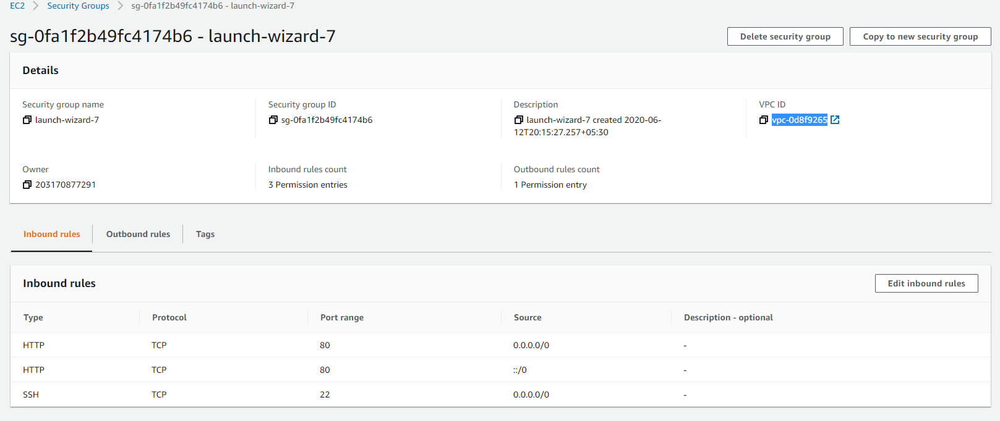 EC2 > Security Groups > sg-0fa1f2b49fc4174b6 - launch-wizard-7
sg-0fa1f2b49fc4174b6 - launch-wizard-7
Delete security group
Copy to new security group
Details
Security group name
launch-wizard-7
Security group ID
sg-0fa1f2b49fc4174b6
Description
launch-wizard-7 created 2020-06-
12T20:15:27.257+05:30
VPC ID
vpc-0d8f9265
Owner
203170877291
Inbound rules count
3 Permission entries
Outbound rules count
1 Permission entry
Inbound rules
Outbound rules
Tags
Inbound rules
Edit inbound rules
Type Protocol Port range Source Description - optional
HTTP TCP 80 0.0.0.0/0 -
HTTP TCP 80 ::/0 -
SSH TCP 22 0.0.0.0/0 -